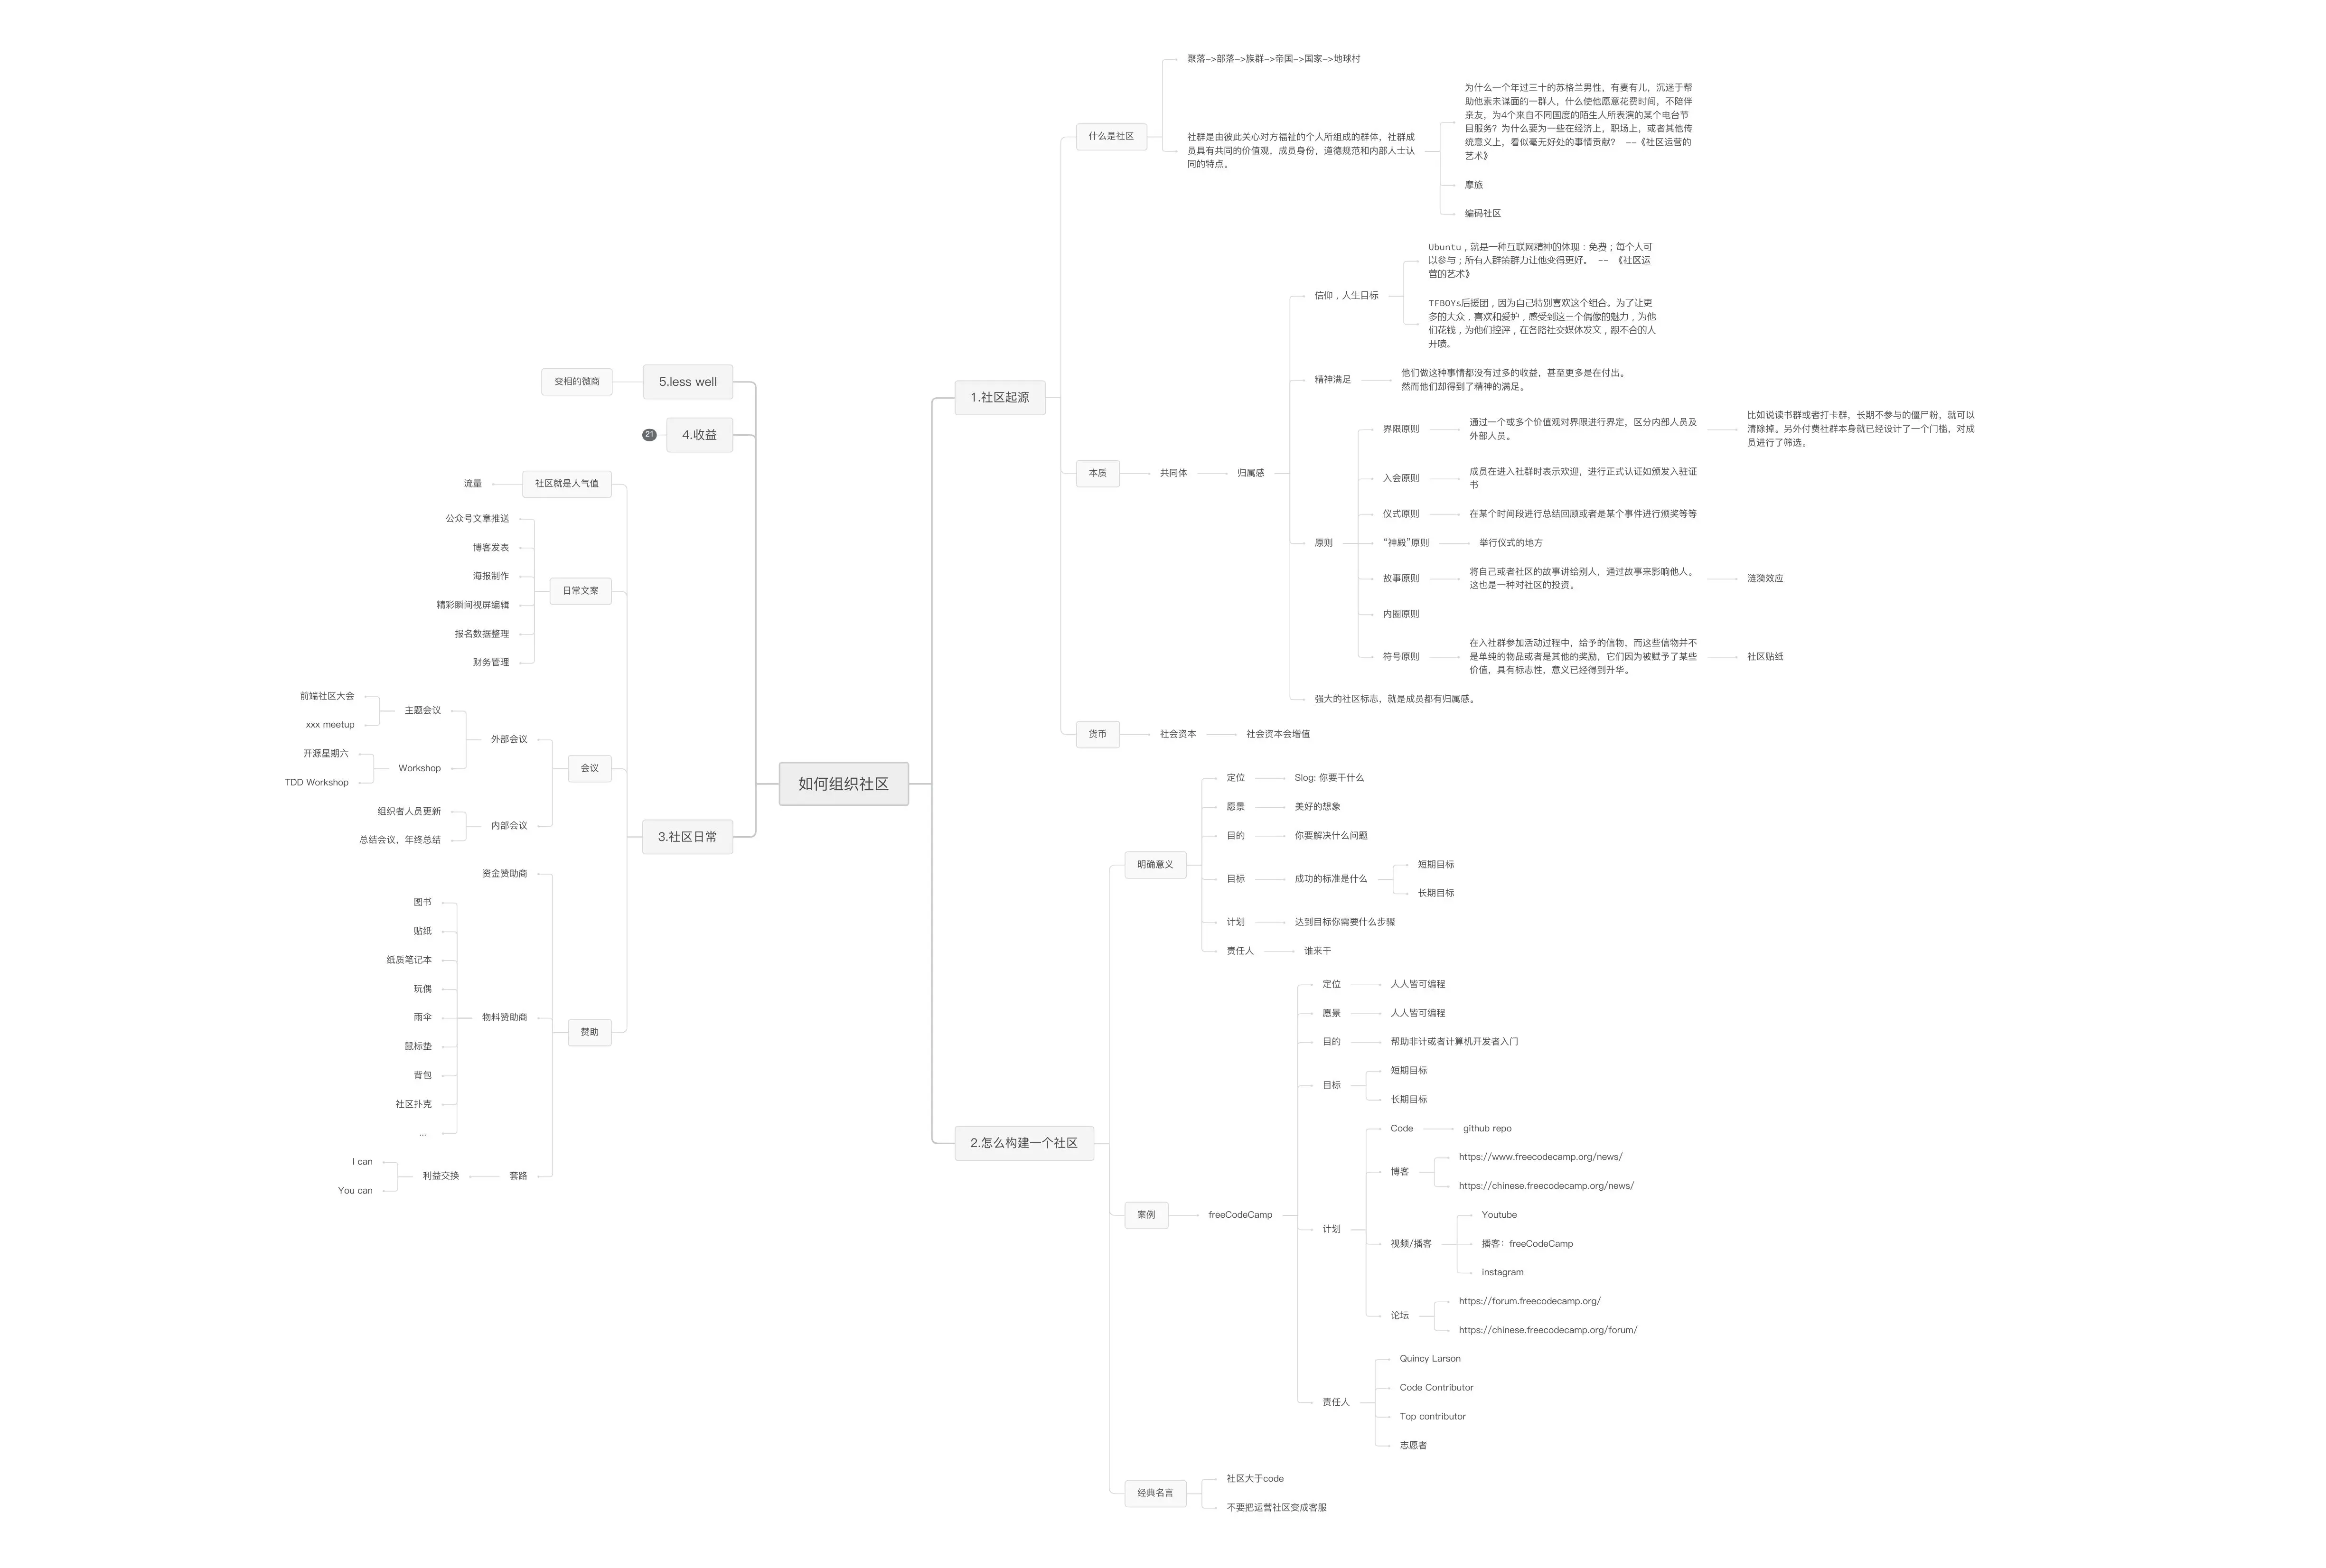 如何组织社区
1.社区起源
什么是社区
聚落->部落->族群->帝国->国家->地球村
社群是由彼此关心对方福祉的个人所组成的群体，社群成
员具有共同的价值观，成员身份，道德规范和内部人士认
同的特点。
为什么一个年过三十的苏格兰男性，有妻有儿，沉迷于帮
助他素未谋面的一群人，什么使他愿意花费时间，不陪伴
亲友，为4个来自不同国度的陌生人所表演的某个电台节
目服务？为什么要为一些在经济上，职场上，或者其他传
统意义上，看似毫无好处的事情贡献？ --《社区运营的
艺术》
摩旅
编码社区
本质
共同体
归属感
信仰，人生目标
Ubuntu，就是一种互联网精神的体现：免费；每个人可
以参与；所有人群策群力让他变得更好。 -- 《社区运
营的艺术》
TFBOYs后援团，因为自己特别喜欢这个组合。为了让更
多的大众，喜欢和爱护，感受到这三个偶像的魅力，为他
们花钱，为他们控评，在各路社交媒体发文，跟不合的人
开喷。
精神满足
他们做这种事情都没有过多的收益，甚至更多是在付出。
然而他们却得到了精神的满足。
原则
界限原则
通过一个或多个价值观对界限进行界定，区分内部人员及
外部人员。
比如说读书群或者打卡群，长期不参与的僵尸粉，就可以
清除掉。另外付费社群本身就已经设计了一个门槛，对成
员进行了筛选。
入会原则
成员在进入社群时表示欢迎，进行正式认证如颁发入驻证
书
仪式原则
在某个时间段进行总结回顾或者是某个事件进行颁奖等等
“神殿”原则
举行仪式的地方
故事原则
将自己或者社区的故事讲给别人，通过故事来影响他人。
这也是一种对社区的投资。
涟漪效应
内圈原则
符号原则
在入社群参加活动过程中，给予的信物，而这些信物并不
是单纯的物品或者是其他的奖励，它们因为被赋予了某些
价值，具有标志性，意义已经得到升华。
社区贴纸
强大的社区标志，就是成员都有归属感。
货币
社会资本
社会资本会增值
2.怎么构建一个社区
明确意义
定位
Slog: 你要干什么
愿景
美好的想象
目的
你要解决什么问题
目标
成功的标准是什么
短期目标
长期目标
计划
达到目标你需要什么步骤
责任人
谁来干
案例
freeCodeCamp
定位
人人皆可编程
愿景
人人皆可编程
目的
帮助非计或者计算机开发者入门
目标
短期目标
长期目标
计划
Code
github repo
博客
https://www.freecodecamp.org/news/
https://chinese.freecodecamp.org/news/
视频/播客
Youtube
播客：freeCodeCamp
instagram
论坛
https://forum.freecodecamp.org/
https://chinese.freecodecamp.org/forum/
责任人
Quincy Larson
Code Contributor
Top contributor
志愿者
经典名言
社区大于code
不要把运营社区变成客服
3.社区日常
社区就是人气值
流量
日常文案
公众号文章推送
博客发表
海报制作
精彩瞬间视屏编辑
报名数据整理
财务管理
会议
外部会议
主题会议
前端社区大会
xxx meetup
Workshop
开源星期六
TDD Workshop
内部会议
组织者人员更新
总结会议，年终总结
赞助
资金赞助商
物料赞助商
图书
贴纸
纸质笔记本
玩偶
雨伞
鼠标垫
背包
社区扑克
...
套路
利益交换
I can
You can
4.收益
21
5.less well
变相的微商